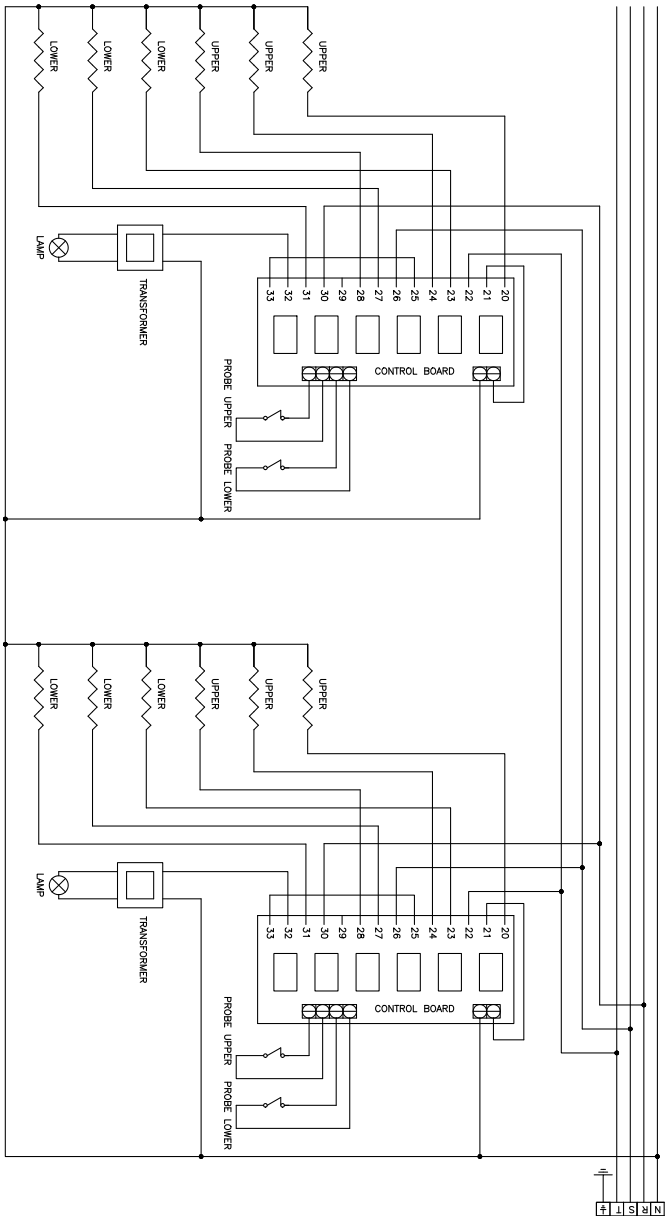 LOWER
LOWER
LOWER
UPPER
UPPER
UPPER
LAMP
TRANSFORMER
33 32 31 30 29 28 27 26 25 24 23 22 21 20
CONTROL BOARD
PROBE UPPER
PROBE LOWER
LOWER
LOWER
LOWER
UPPER
UPPER
UPPER
LAMP
TRANSFORMER
33 32 31 30 29 28 27 26 25 24 23 22 21 20
CONTROL BOARD
PROBE UPPER
PROBE LOWER
T S R N